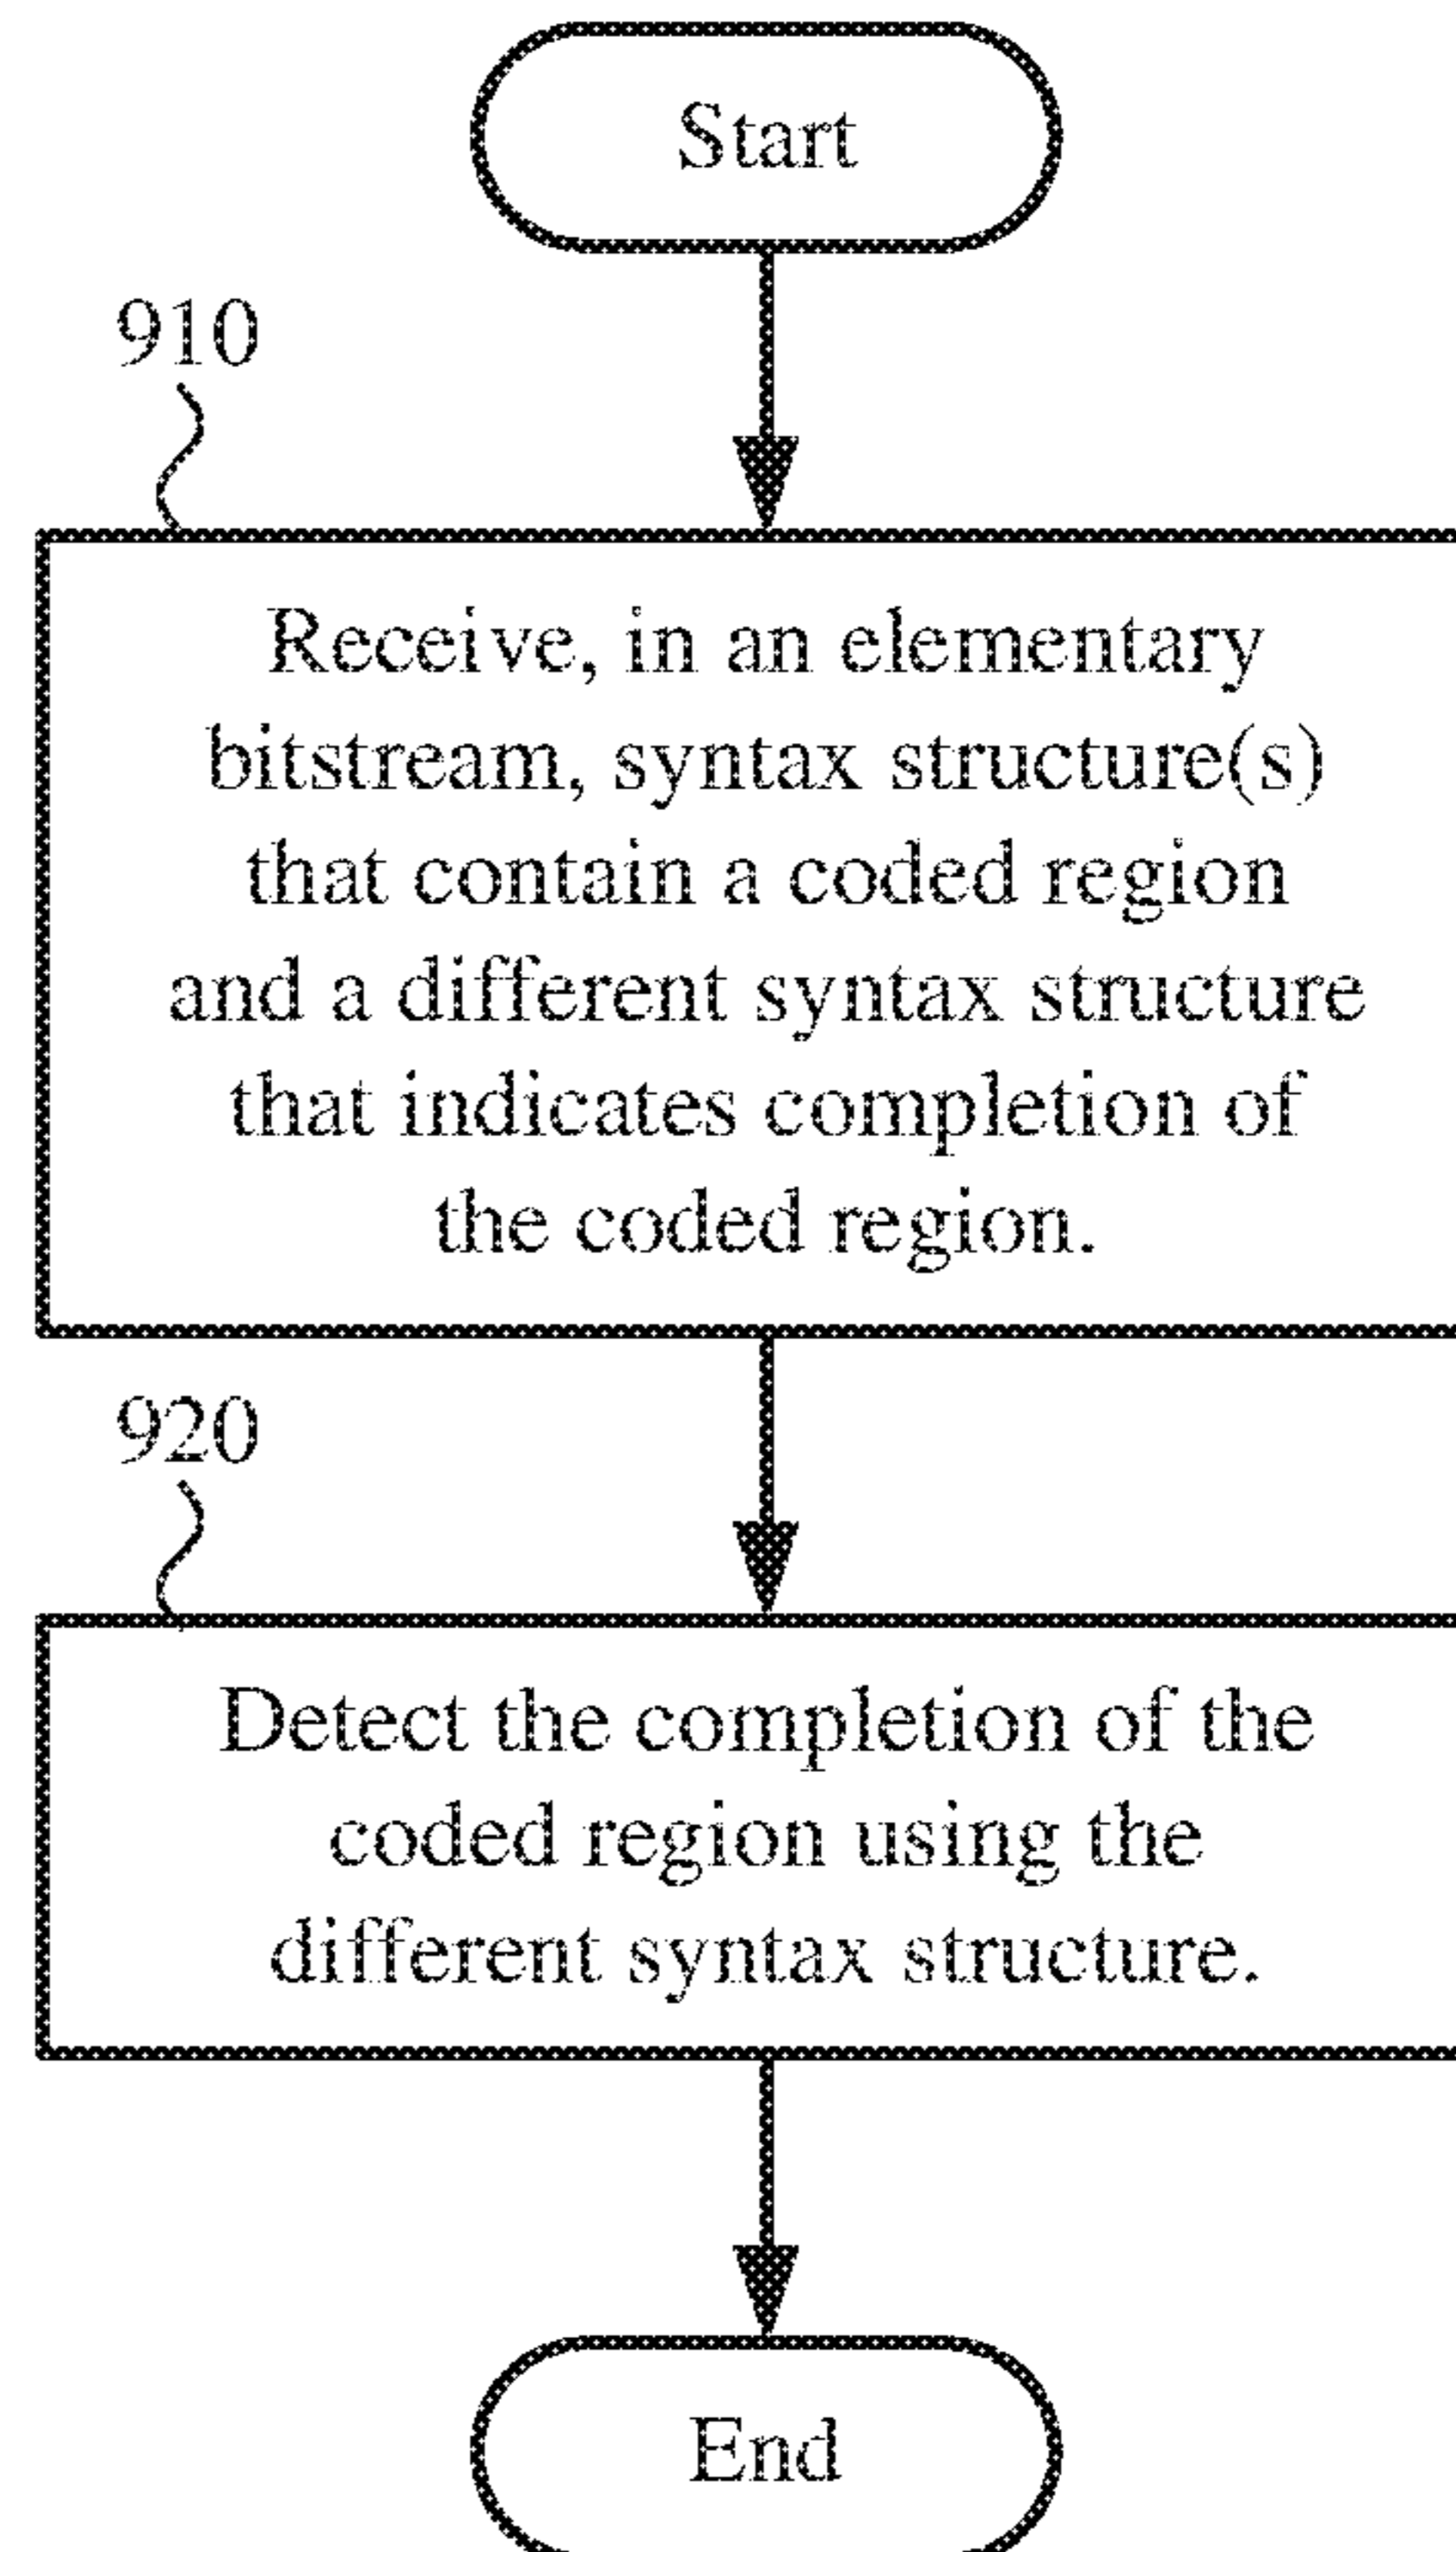 Start
910
Receive, in an elementary
bitstream, syntax structure(s)
that contain a coded region
and a different syntax structure
that indicates completion of
the coded region.
920
Detect the completion of the
coded region using the
different syntax structure.
End